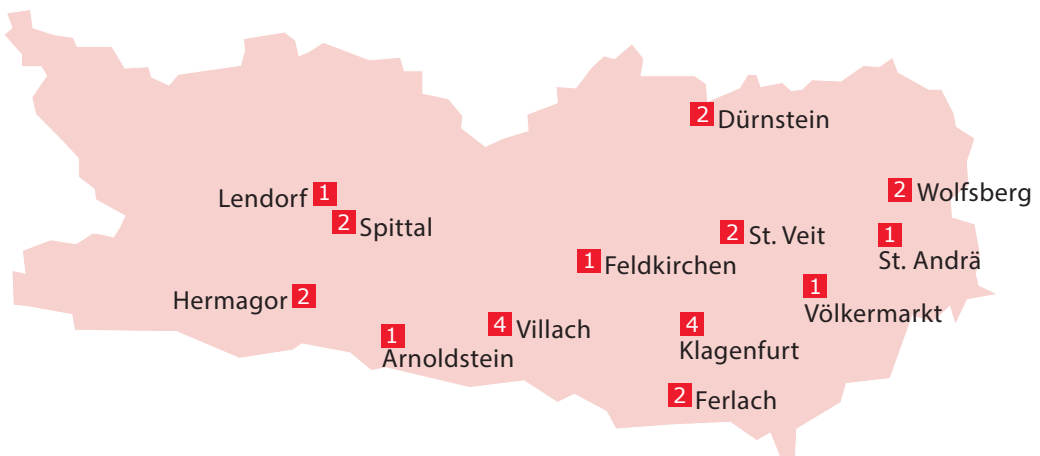 2 Dürnstein
Lendorf 1
2 Wolfsberg
2 Spittal
2 St. Veit
1
St. Andrä
1 Feldkirchen
Hermagor 2
1
Völkermarkt
4 Villach
4
Klagenfurt
1
Arnoldstein
2 Ferlach